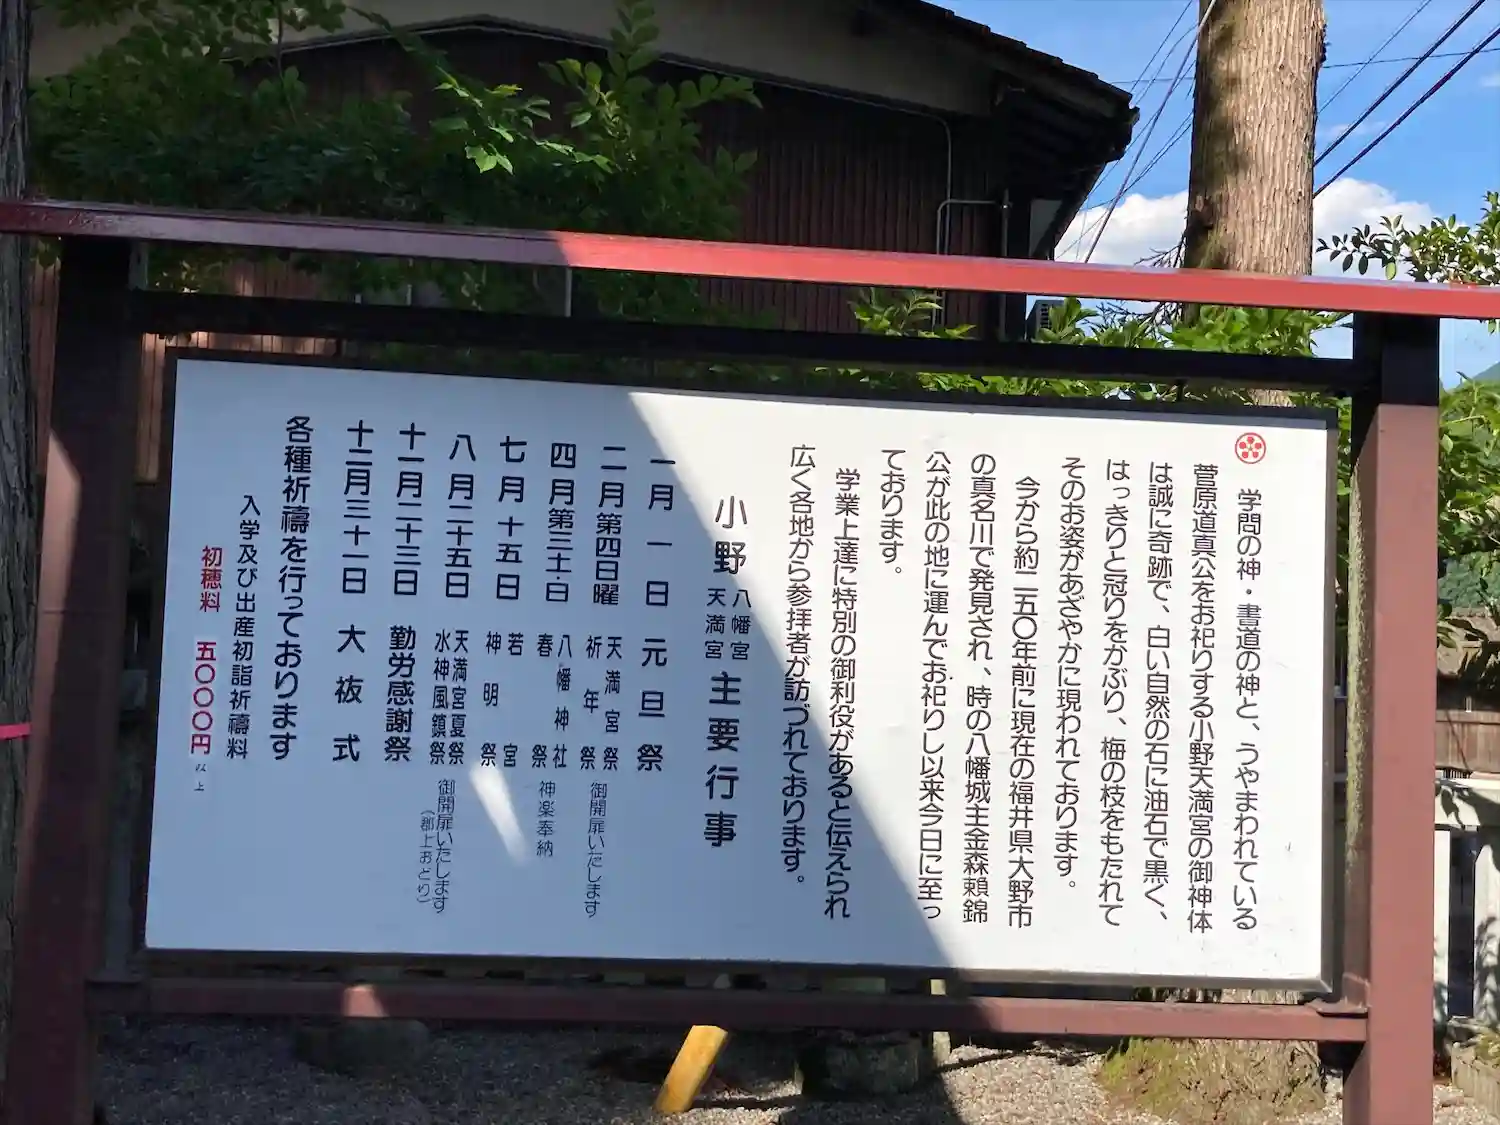 学問の神・書道の神と、うやまわれている
菅原道真公をお祀りする小野天満宮の御神体
は誠に奇跡で、白い自然の石に油石で黒く、
はっきりと冠りをかぶり、梅の枝をもたれて
そのお姿があざやかに現われております。
今から約二五〇年前に現在の福井県大野市
の真名川で発見され、時の八幡城主金森頼錦
公が此の地に運んでお祀りし以来今日に至っ
ております。
学業上達に特別の御利役があると伝えられ
広く各地から参拝者が訪づれております。
小野 八幡宮 天満宮 主要行事
一月一日 元旦祭
二月第四日曜 天満宮祈年祭 御開扉いたします
四月第三土・日 八幡神社春祭 神楽奉納
七月十五日 若宮神明祭
八月二十五日 天満宮夏祭 水神風鎮祭 御開扉いたします (郡上おどり)
十一月二十三日 勤労感謝祭
十二月三十一日 大祓式
各種祈禱を行っております
入学及び出産初詣祈禱料
初穂料 五〇〇〇円以上